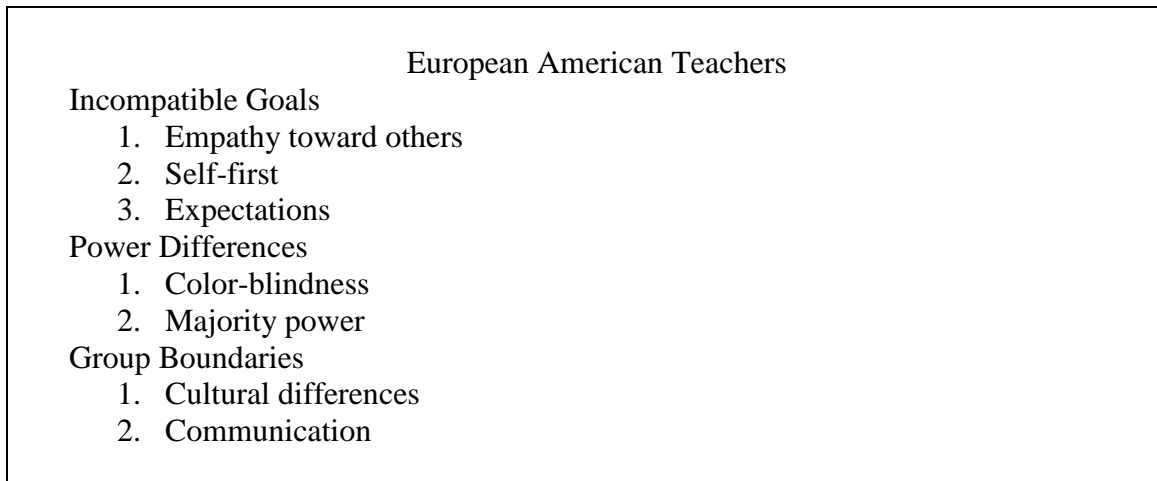 European American Teachers
Incompatible Goals
1. Empathy toward others
2. Self-first
3. Expectations
Power Differences
1. Color-blindness
2. Majority power
Group Boundaries
1. Cultural differences
2. Communication